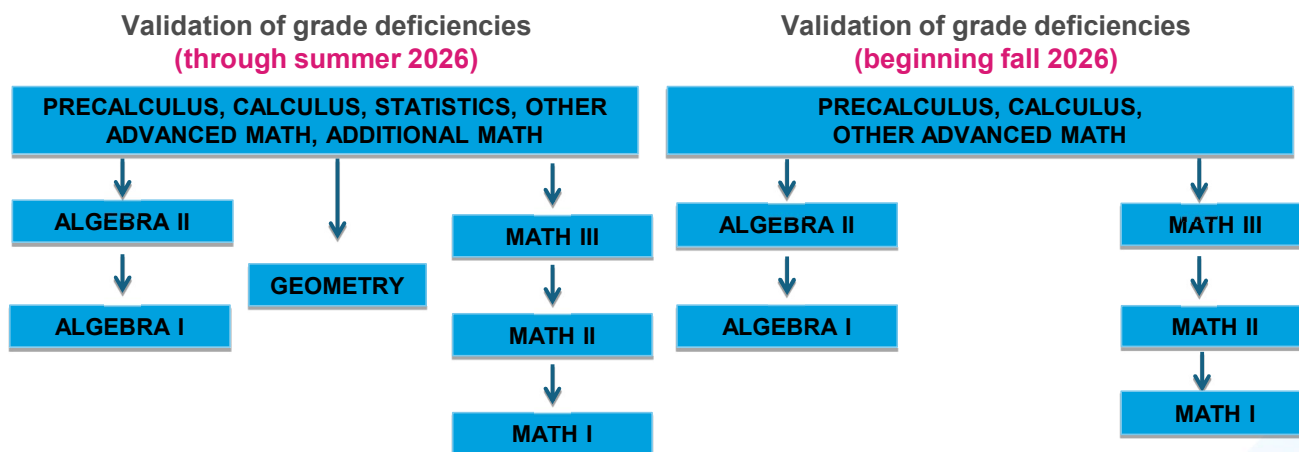 Validation of grade deficiencies
(through summer 2026)
PRECALCULUS, CALCULUS, STATISTICS, OTHER
ADVANCED MATH, ADDITIONAL MATH
ALGEBRA II
ALGEBRA I
GEOMETRY
MATH III
MATH II
MATH I
Validation of grade deficiencies
(beginning fall 2026)
PRECALCULUS, CALCULUS,
OTHER ADVANCED MATH
ALGEBRA II
ALGEBRA I
MATH III
MATH II
MATH I